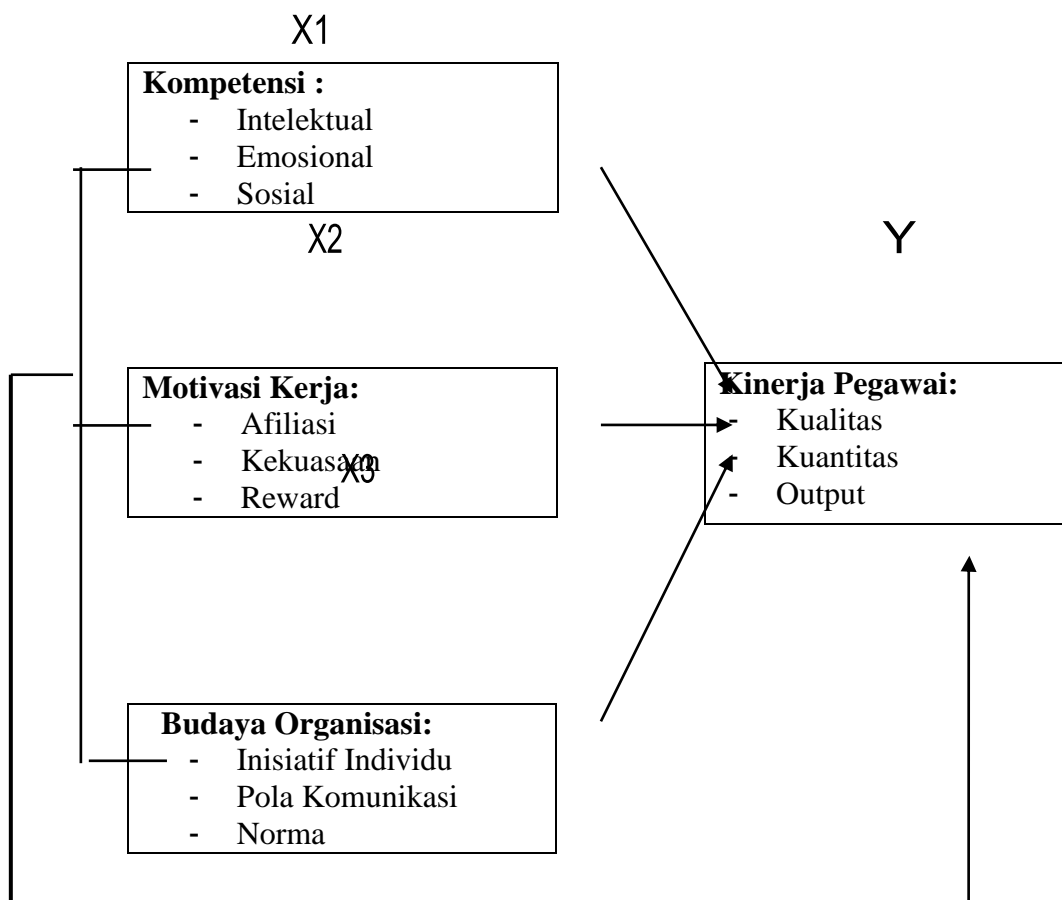 X1
Kompetensi :
- Intelektual
- Emosional
- Sosial
X2
Y
Motivasi Kerja:
- Afiliasi
- Kekuasaan
X3
- Reward
Kinerja Pegawai:
- Kualitas
- Kuantitas
- Output
Budaya Organisasi:
- Inisiatif Individu
- Pola Komunikasi
- Norma